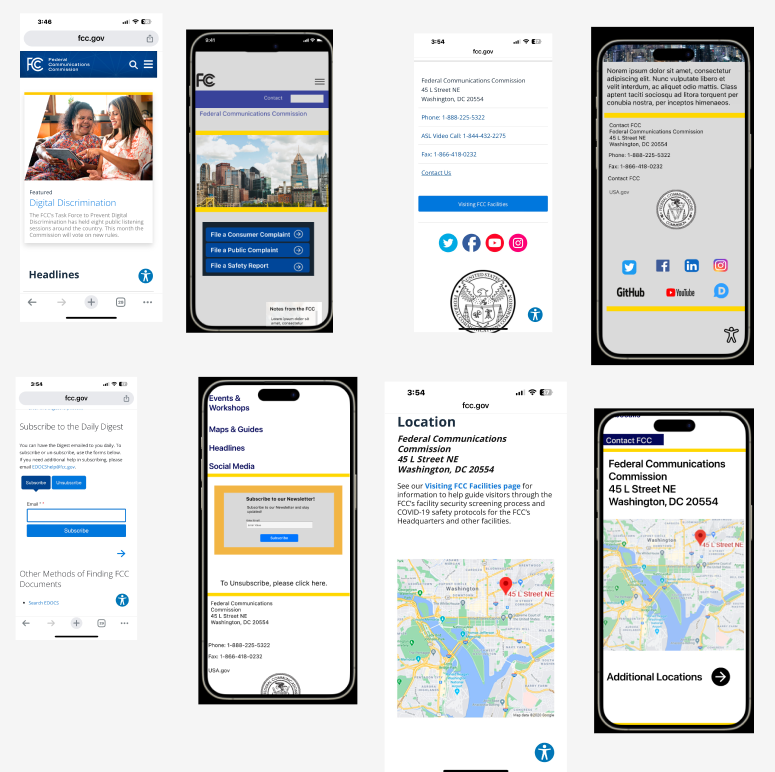 3:46
fcc.gov
FC
Federal
Communications
Commission
Featured
Digital Discrimination
The FCC's Task Force to Prevent Digital
Discrimination has held eight public listening
sessions around the country. This month the
Commission will vote on new rules.
Headlines
9:41
FC
Contact
Federal Communications Commission
File a Consumer Complaint
File a Public Complaint
File a Safety Report
Notes from the FCC
Lorem ipsum dolor sit
amet, consectetur
3:54
fcc.gov
Federal Communications Commission
45 L Street NE
Washington, DC 20554
Phone: 1-888-225-5322
ASL Video Call: 1-844-432-2275
Fax: 1-866-418-0232
Contact Us
Visiting FCC Facilities
Norem ipsum dolor sit amet, consectetur
adipiscing elit. Nunc vulputate libero et
velit interdum, ac aliquet odio mattis. Class
aptent taciti sociosqu ad litora torquent per
conubia nostra, per inceptos himenaeos.
Contact FCC
Federal Communications Commission
45 L Street NE
Washington, DC 20554
Phone: 1-888-225-5322
Fax: 1-866-418-0232
Contact FCC
USA.gov
GitHub
YouTube
3:54
fcc.gov
Subscribe to the Daily Digest
You can have the Digest emailed to you daily. To
subscribe or un-subscribe, use the forms below.
If you need additional help in subscribing, please
email EDOCShelp@fcc.gov.
Subscribe
Unsubscribe
Email *
Subscribe
Other Methods of Finding FCC
Documents
Search EDOCS
Events &
Workshops
Maps & Guides
Headlines
Social Media
Subscribe to our Newsletter!
Subscribe to our Newsletter and stay
updated!
Subscribe
To Unsubscribe, please click here.
Federal Communications
Commission
45 L Street NE
Washington, DC 20554
Phone: 1-888-225-5322
Fax: 1-866-418-0232
USA.gov
3:54
fcc.gov
Location
Federal Communications
Commission
45 L Street NE
Washington, DC 20554
See our Visiting FCC Facilities page for
information to help guide visitors through the
FCC's facility security screening process and
COVID-19 safety protocols for the FCC's
Headquarters and other facilities.
Washington
45 L Street NE
Map data ©2023 Google
Contact FCC
Federal Communications
Commission
45 L Street NE
Washington, DC 20554
Washington
45 L Street NE
Additional Locations